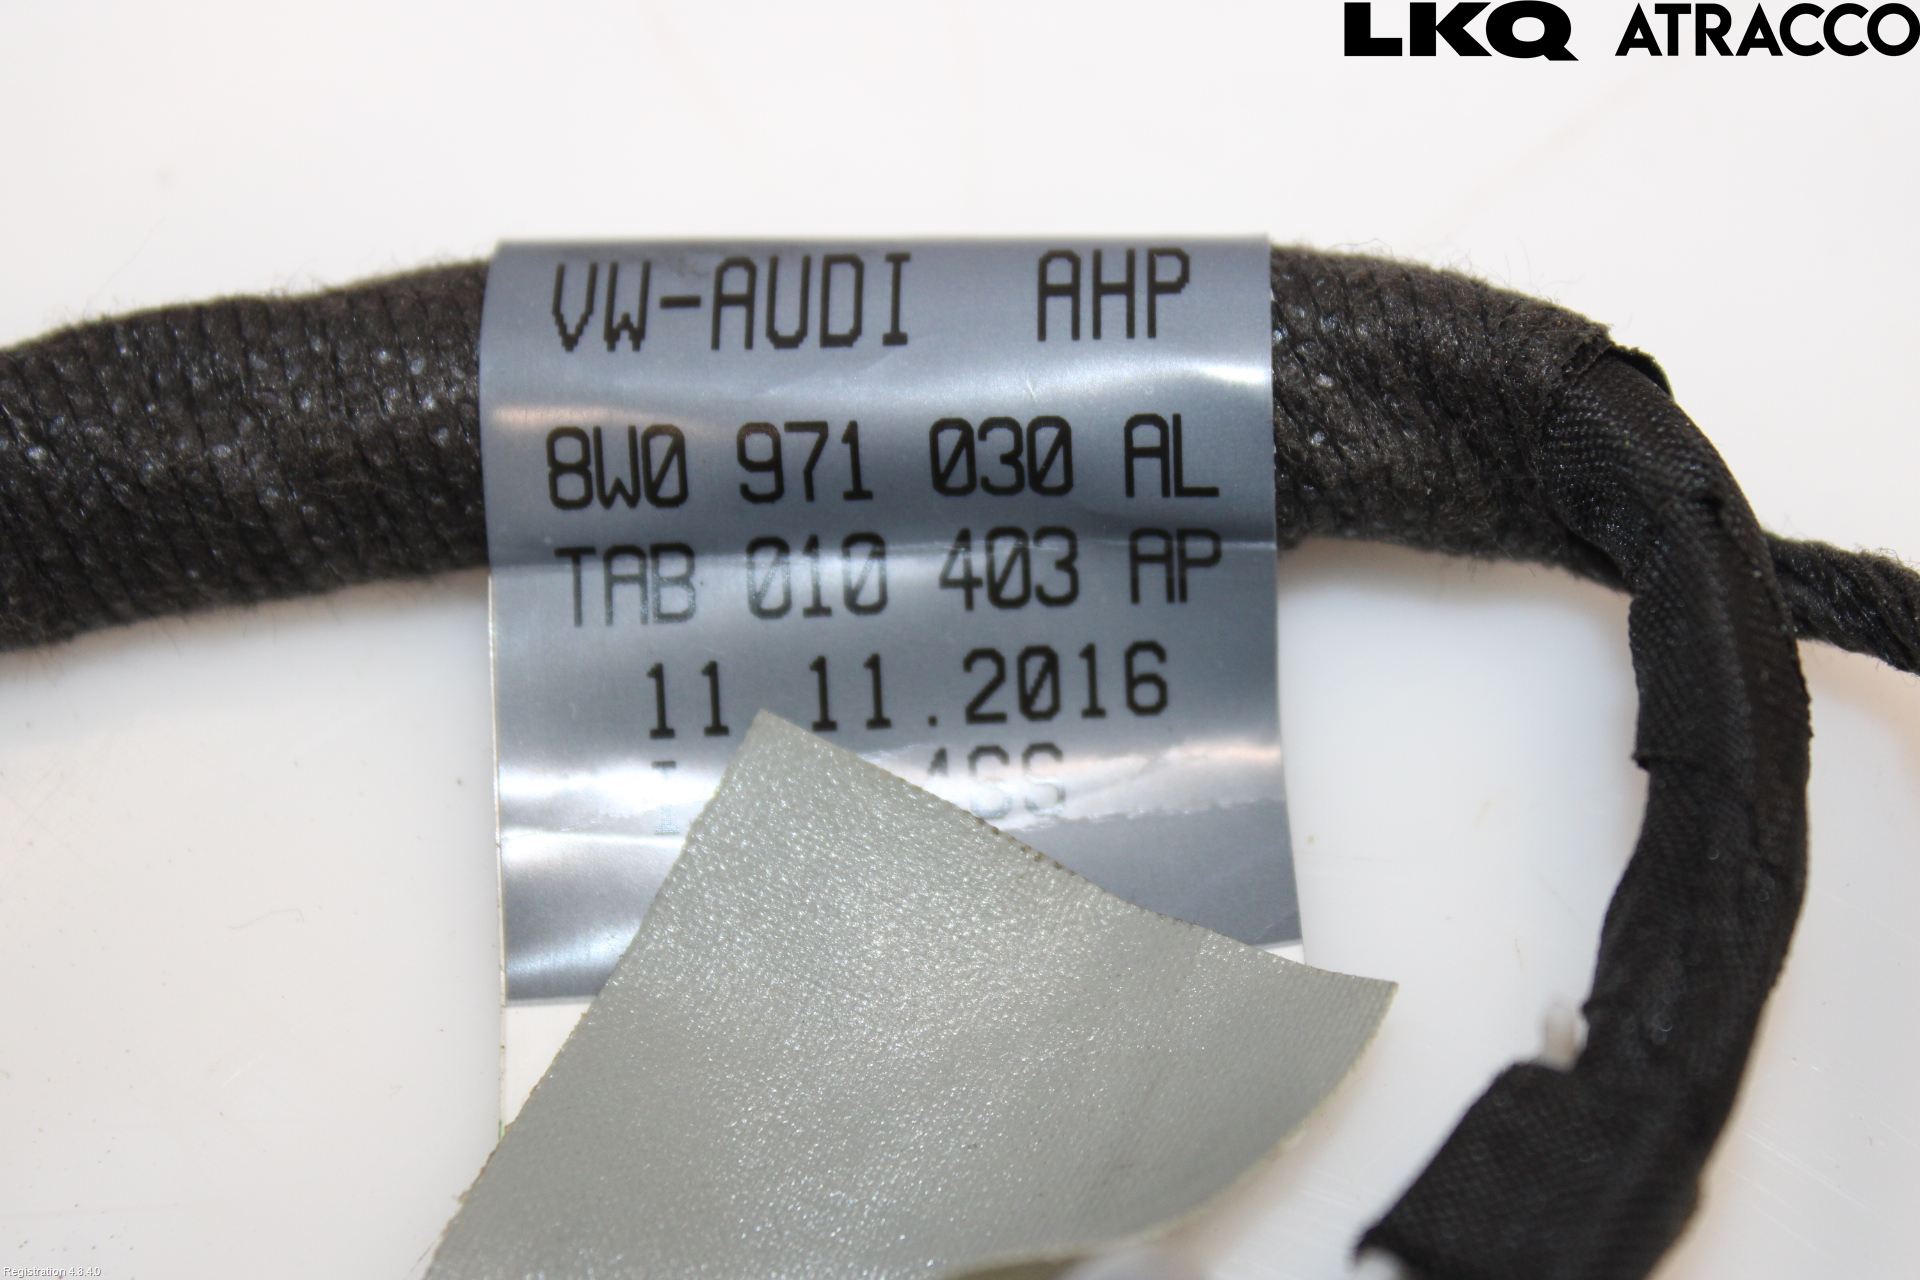 LKQ ATRACCO
VW-AUDI AHP
8W0 971 030 AL
TAB 010 403 AP
11 11.2016
Registration 4.8.4.0